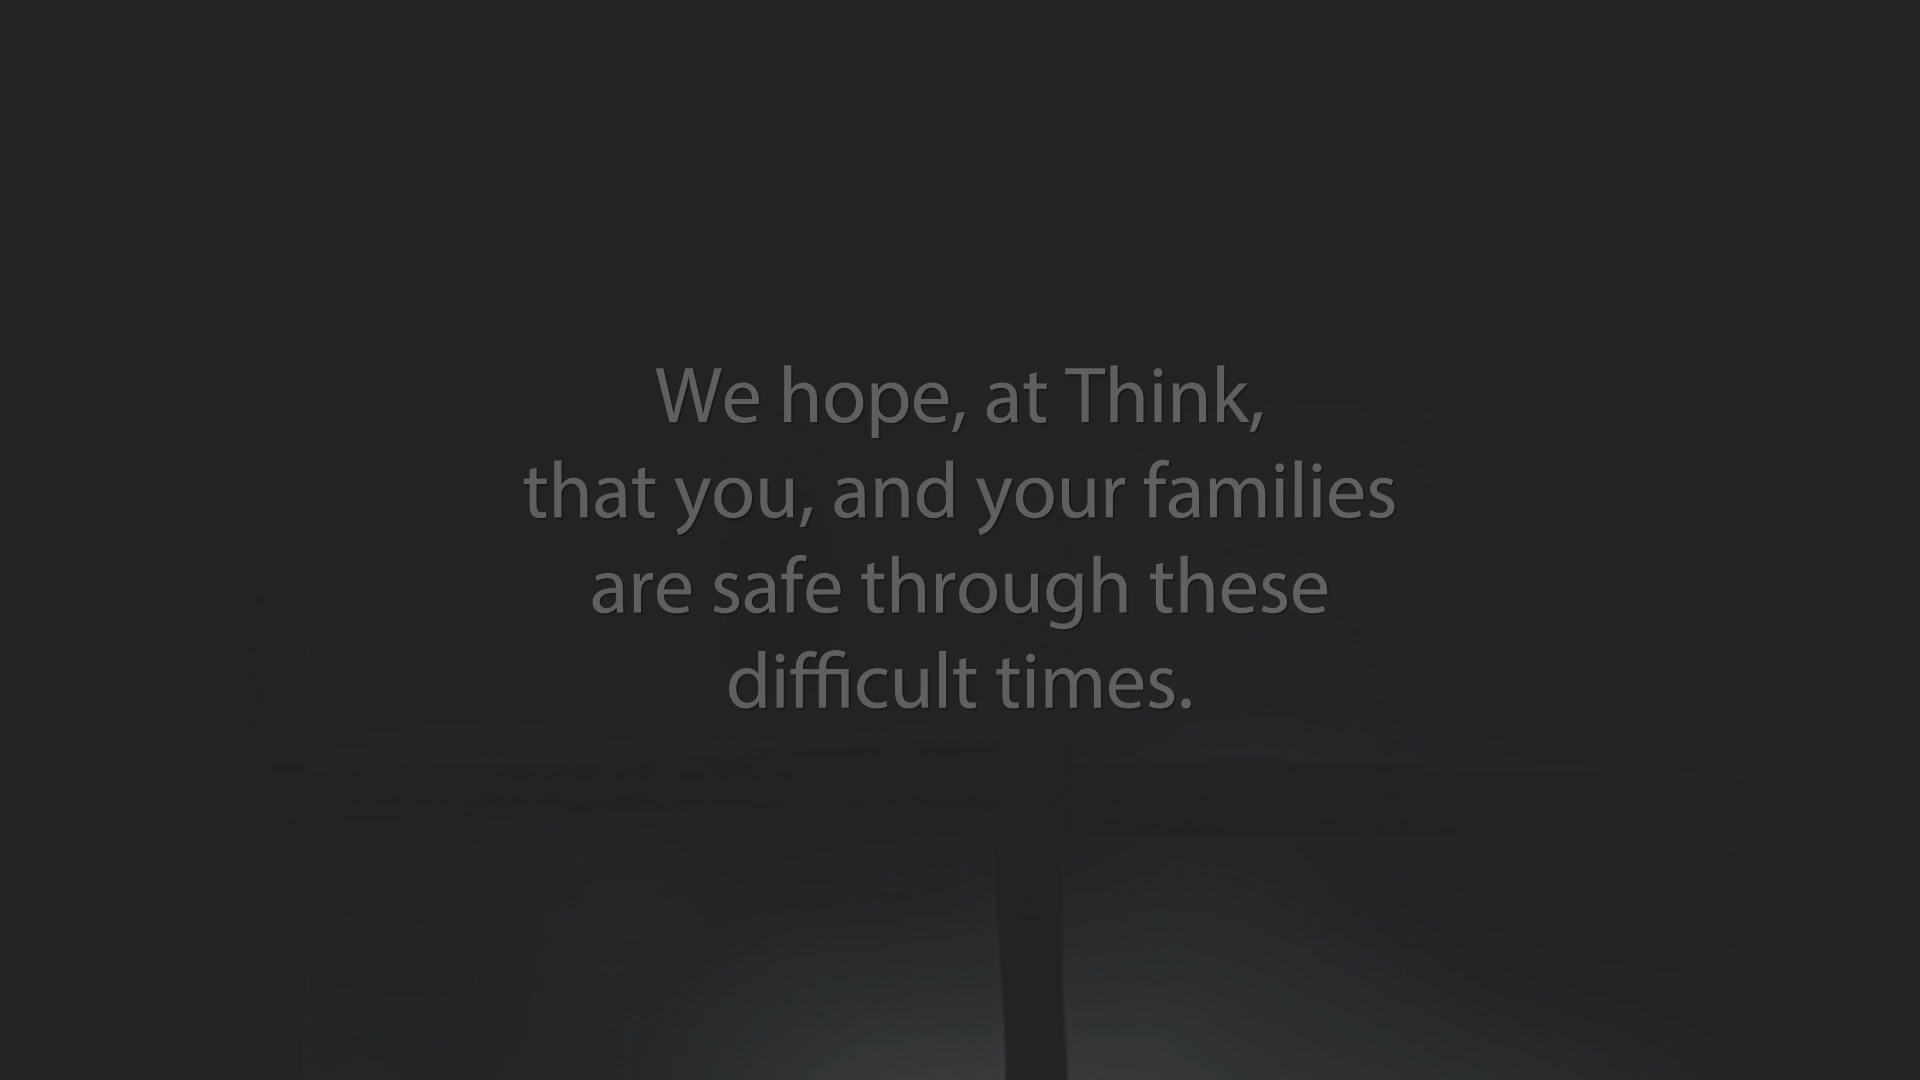 We hope, at Think,
that you, and your families
are safe through these
difficult times.